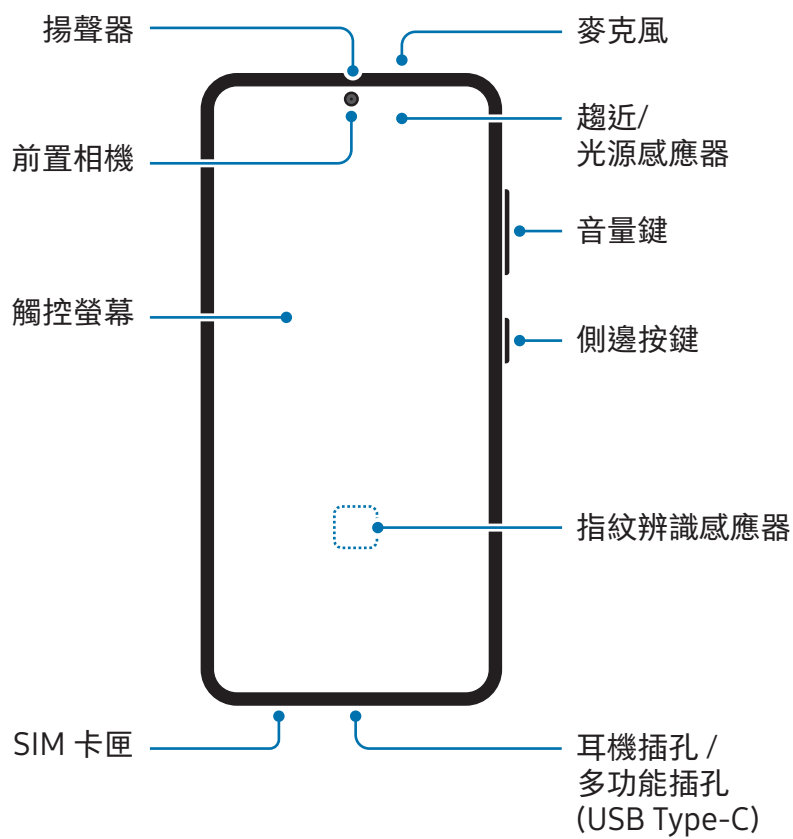 揚聲器
麥克風
前置相機
趨近/
光源感應器
音量鍵
觸控螢幕
側邊按鍵
指紋辨識感應器
SIM 卡匣
耳機插孔 /
多功能插孔
(USB Type-C)